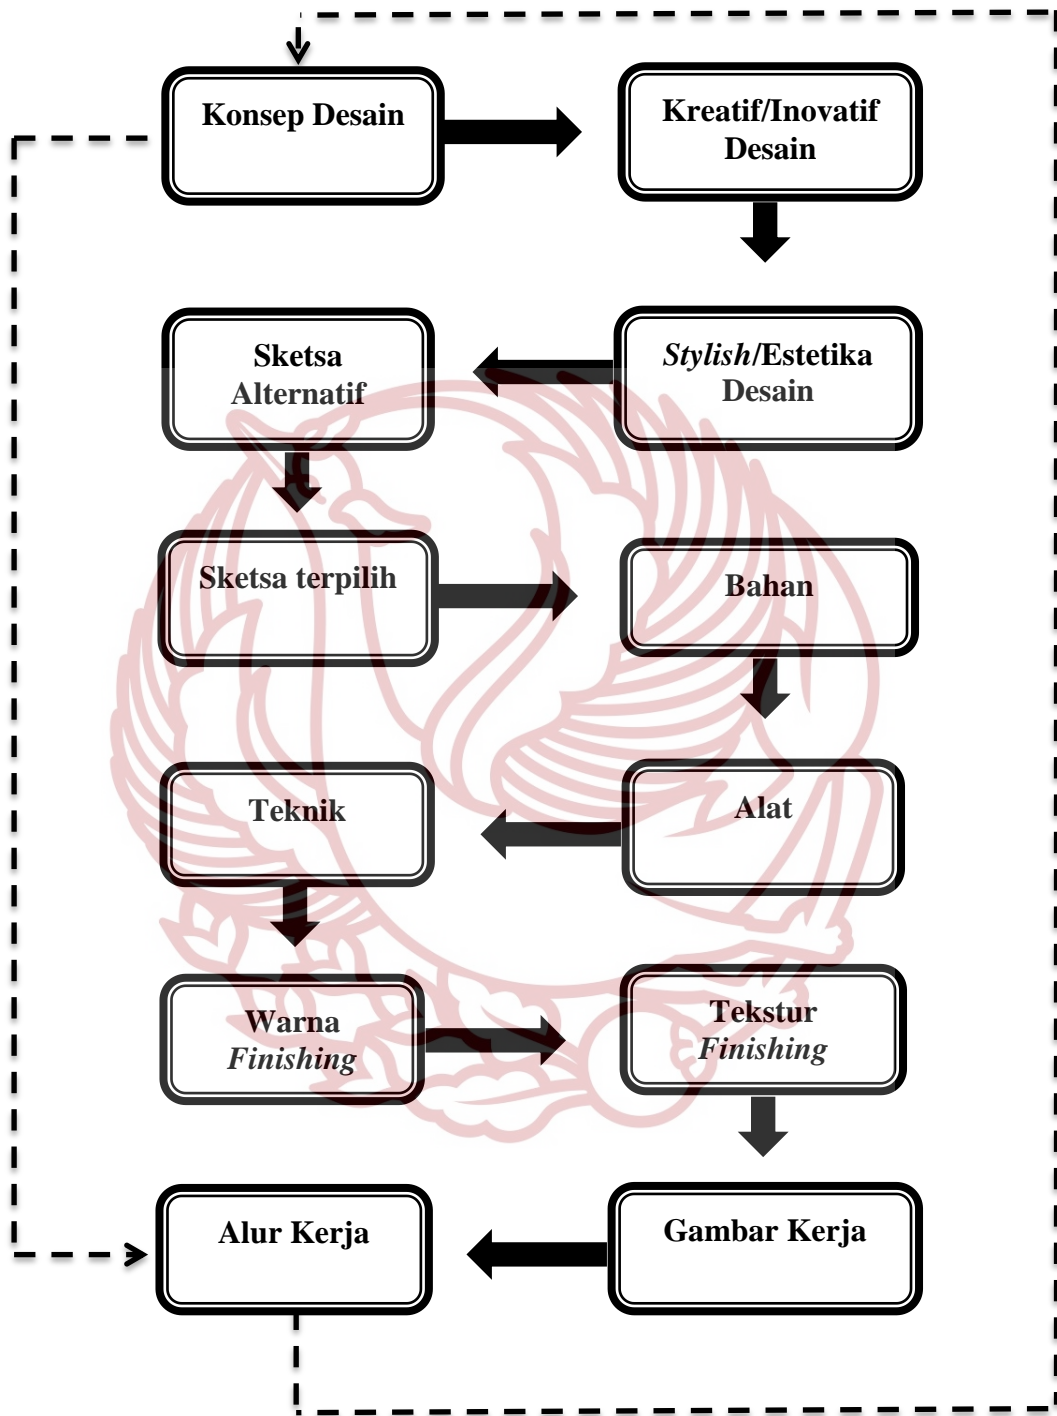 Konsep Desain
Kreatif/Inovatif
Desain
Stylish/Estetika
Desain
Sketsa
Alternatif
Sketsa terpilih
Bahan
Alat
Teknik
Warna
Finishing
Tekstur
Finishing
Gambar Kerja
Alur Kerja